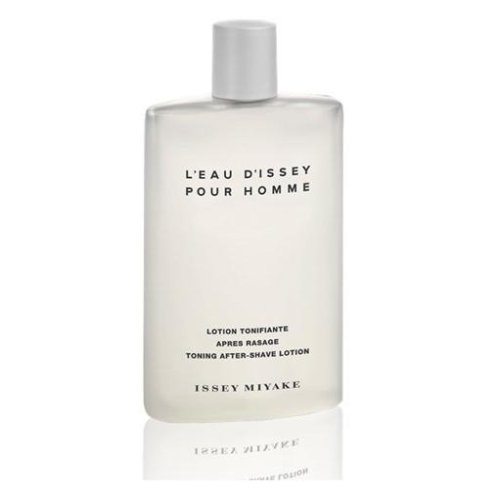 L'EAU D'ISSEY
POUR HOMME
LOTION TONIFIANTE
APRES RASAGE
TONING AFTER-SHAVE LOTION
ISSEY MIYAKE